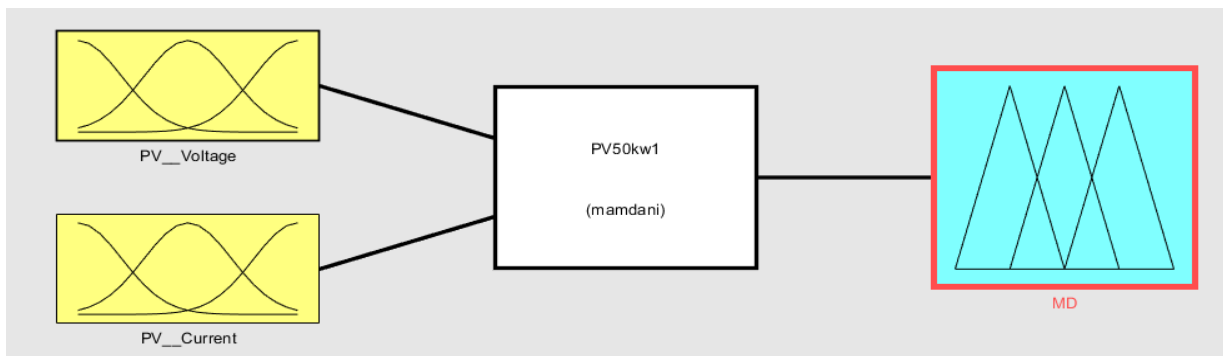 PV__Voltage
PV50kw1
(mamdani)
PV__Current
MD